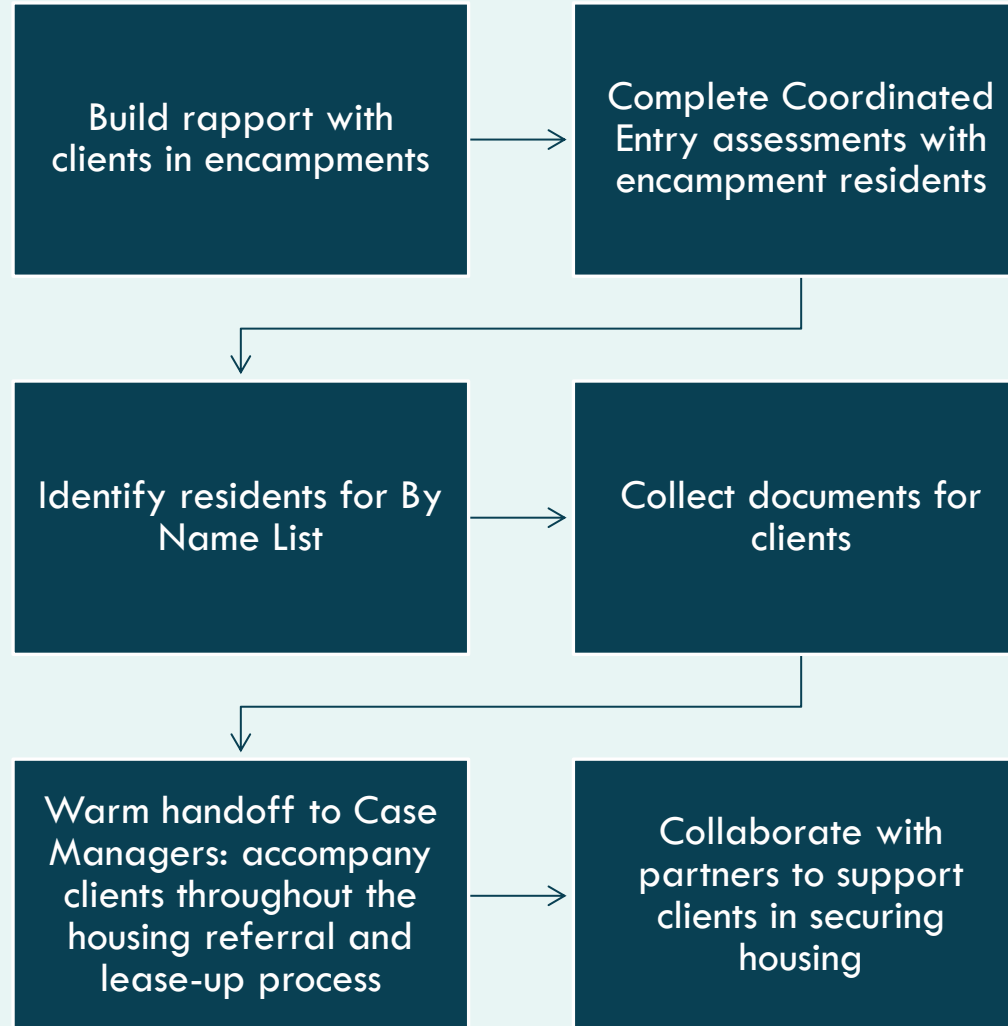 Build rapport with
clients in encampments
Complete Coordinated
Entry assessments with
encampment residents
Identify residents for By
Name List
Collect documents for
clients
Warm handoff to Case
Managers: accompany
clients throughout the
housing referral and
lease-up process
Collaborate with
partners to support
clients in securing
housing